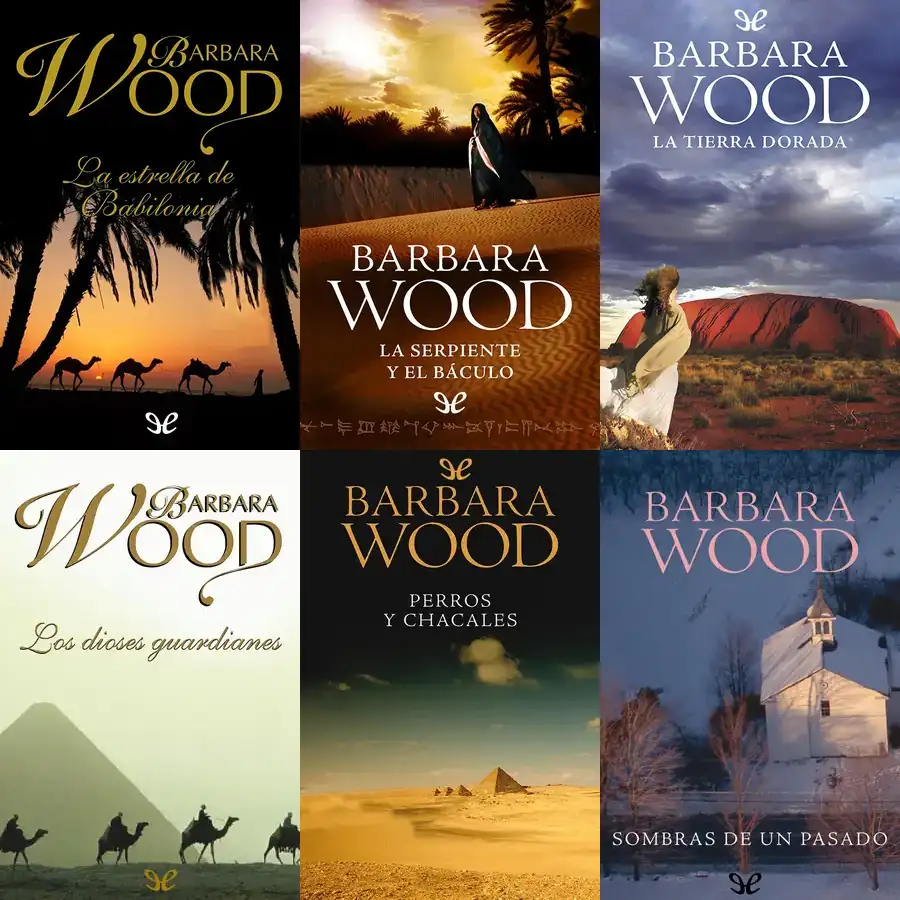 BARBARA
WOOD
La estrella de
Babilonia
BARBARA
WOOD
LA SERPIENTE
Y EL BÁCULO
BARBARA
WOOD
LA TIERRA DORADA
BARBARA
WOOD
Los dioses guardianes
BARBARA
WOOD
PERROS
Y CHACALES
BARBARA
WOOD
SOMBRAS DE UN PASADO